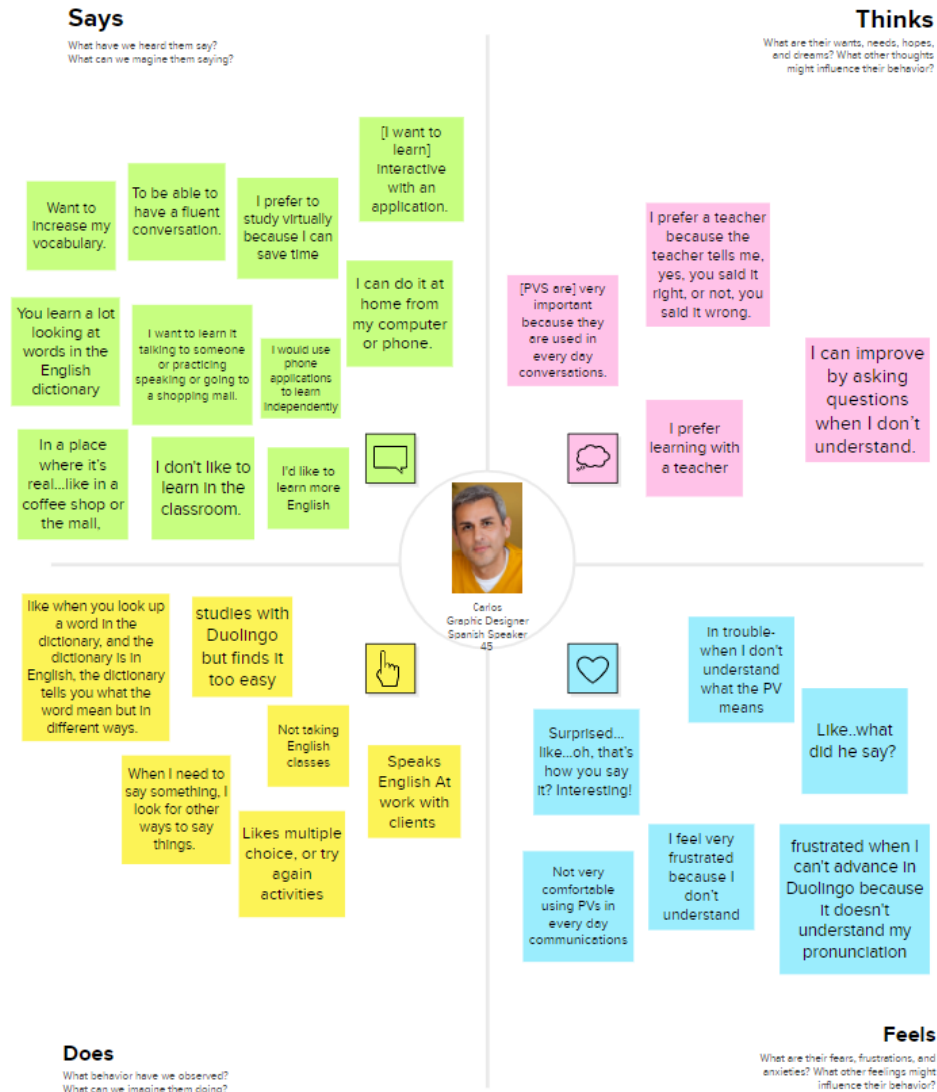 Says
What have we heard them say?
What can we magine them saying?
Thinks
What are their wants, needs, hopes,
and dreams? What other thoughts
might influence their behavior?
[I want to
learn]
interactive
with an
application.
Want to
increase my
vocabulary.
To be able to
have a fluent
conversation.
I prefer to
study virtually
because I can
save time
I can do it at
home from
my computer
or phone.
You learn a lot
looking at
words in the
English
dictionary
I want to learn it
talking to someone
or practicing
speaking or going to
a shopping mall.
I would use
phone
applications
to learn
independently
In a place
where it's
real...like in a
coffee shop or
the mall,
I don't like to
learn in the
classroom.
I'd like to
learn more
English
I prefer a teacher
because the
teacher tells me,
yes, you said it
right, or not, you
said it wrong.
[PVS are] very
important
because they
are used in
every day
conversations.
I can improve
by asking
questions
when I don't
understand.
I prefer
learning with
a teacher
Carlos
Graphic Designer
Spanish Speaker
45
like when you look up
a word in the
dictionary, and the
dictionary is in
English, the dictionary
tells you what the
word mean but in
different ways.
studies with
Duolingo
but finds it
too easy
Not taking
English
classes
Speaks
English At
work with
clients
When I need to
say something, I
look for other
ways to say
things.
Likes multiple
choice, or try
again
activities
in trouble-
when I don't
understand
what the PV
means
Surprised...
like...oh, that's
how you say
it? Interesting!
Like..what
did he say?
Not very
comfortable
using PVs in
every day
communications
I feel very
frustrated
because I
don't
understand
frustrated when I
can't advance in
Duolingo because
it doesn't
understand my
pronunciation
Does
What behavior have we observed?
What can we imagine them doing?
Feels
What are their fears, frustrations, and
anxieties? What other feelings might
influence their behavior?